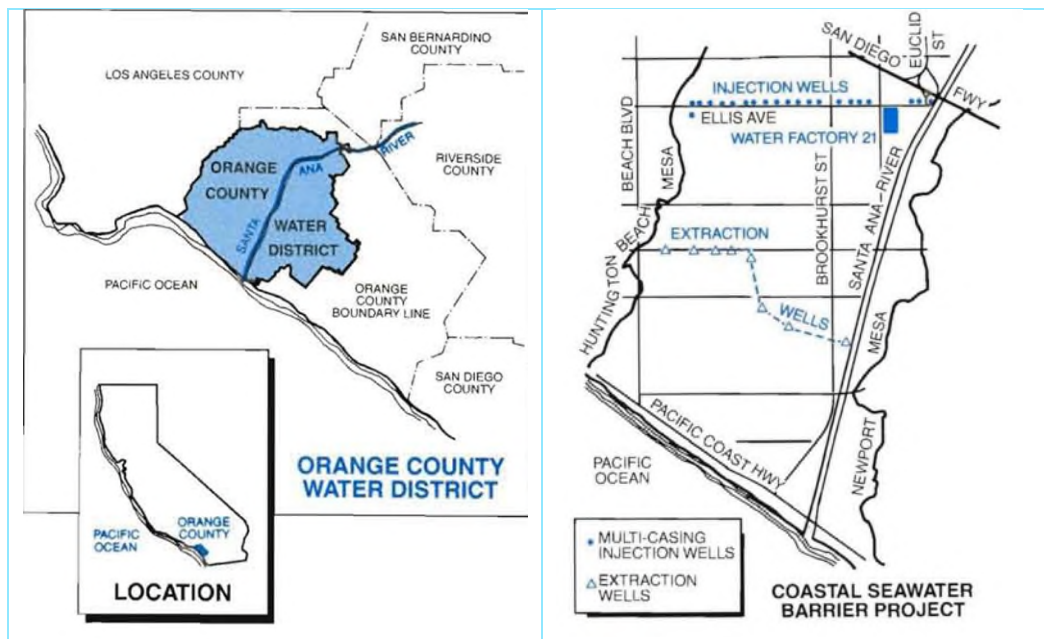 SAN BERNARDINO
COUNTY
LOS ANGELES COUNTY
RIVER
ORANGE
COUNTY
ANA
RIVERSIDE
COUNTY
SANTA
WATER
DISTRICT
PACIFIC OCEAN
ORANGE
COUNTY
BOUNDARY LINE
SAN DIEGO
COUNTY
ORANGE COUNTY
WATER DISTRICT
PACIFIC
OCEAN
ORANGE
COUNTY
LOCATION
SAN DIEGO
FWY
EUCLID
ST
INJECTION WELLS
ELLIS AVE
WATER FACTORY 21
BEACH BLVD
HUNTINGTON BEACH MESA
BROOKHURST ST
SANTA ANA RIVER
EXTRACTION
WELLS
NEWPORT MESA
PACIFIC COAST HWY
PACIFIC
OCEAN
MULTI-CASING
INJECTION WELLS
EXTRACTION
WELLS
COASTAL SEAWATER
BARRIER PROJECT